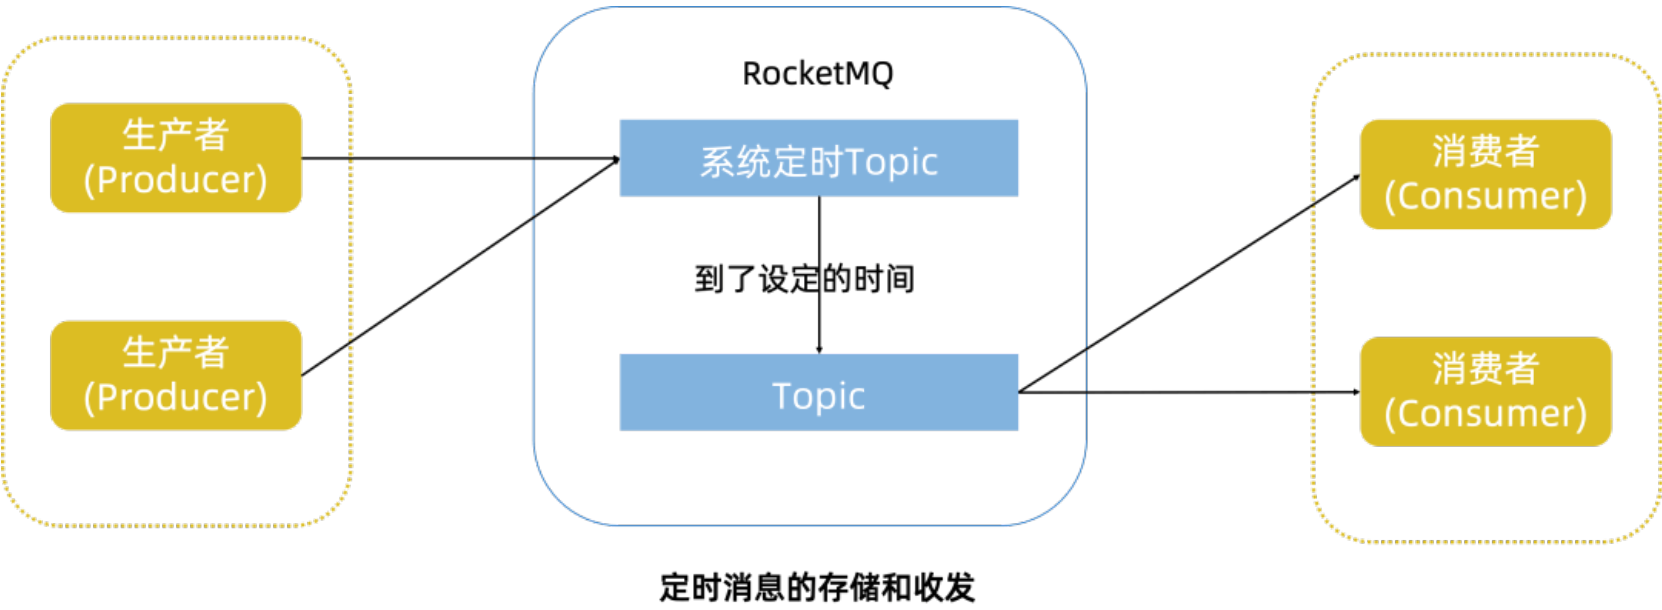 RocketMQ
生产者
(Producer)
系统定时Topic
消费者
(Consumer)
到了设定的时间
生产者
(Producer)
Topic
消费者
(Consumer)
定时消息的存储和收发